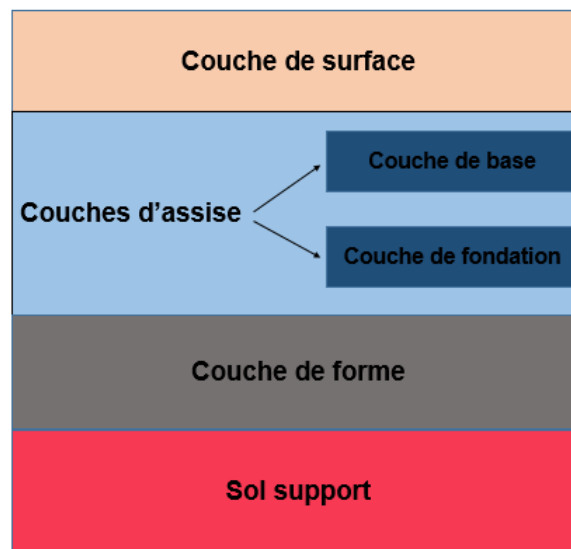 Couche de surface
Couche de base
Couches d’assise
Couche de fondation
Couche de forme
Sol support